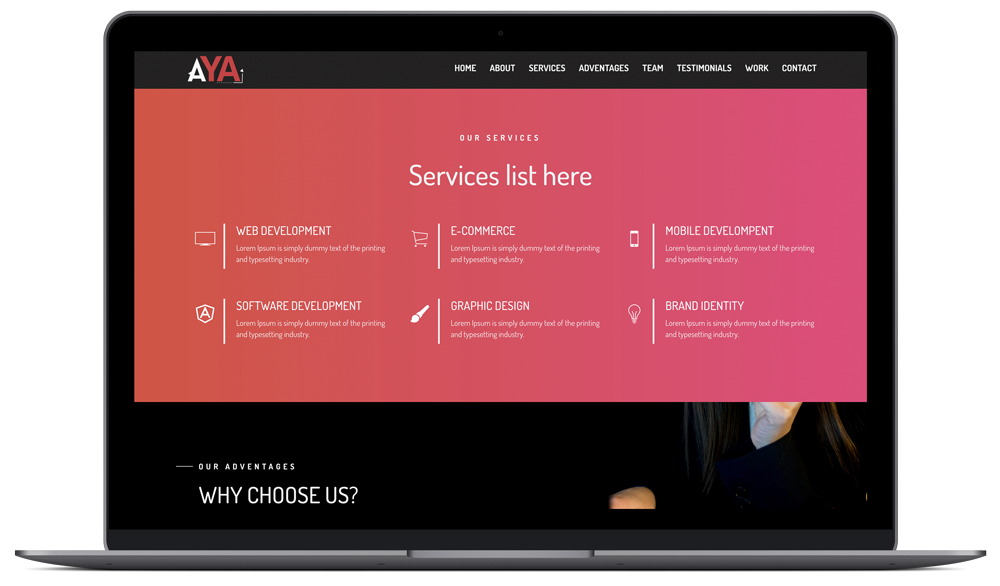 AYA
HOME ABOUT SERVICES ADVENTAGES TEAM TESTIMONIALS WORK CONTACT
OUR SERVICES
Services list here
WEB DEVELOPMENT
Lorem Ipsum is simply dummy text of the printing
and typesetting industry.
E-COMMERCE
Lorem Ipsum is simply dummy text of the printing
and typesetting industry.
MOBILE DEVELOMPENT
Lorem Ipsum is simply dummy text of the printing
and typesetting industry.
SOFTWARE DEVELOPMENT
Lorem Ipsum is simply dummy text of the printing
and typesetting industry.
GRAPHIC DESIGN
Lorem Ipsum is simply dummy text of the printing
and typesetting industry.
BRAND IDENTITY
Lorem Ipsum is simply dummy text of the printing
and typesetting industry.
OUR ADVENTAGES
WHY CHOOSE US?